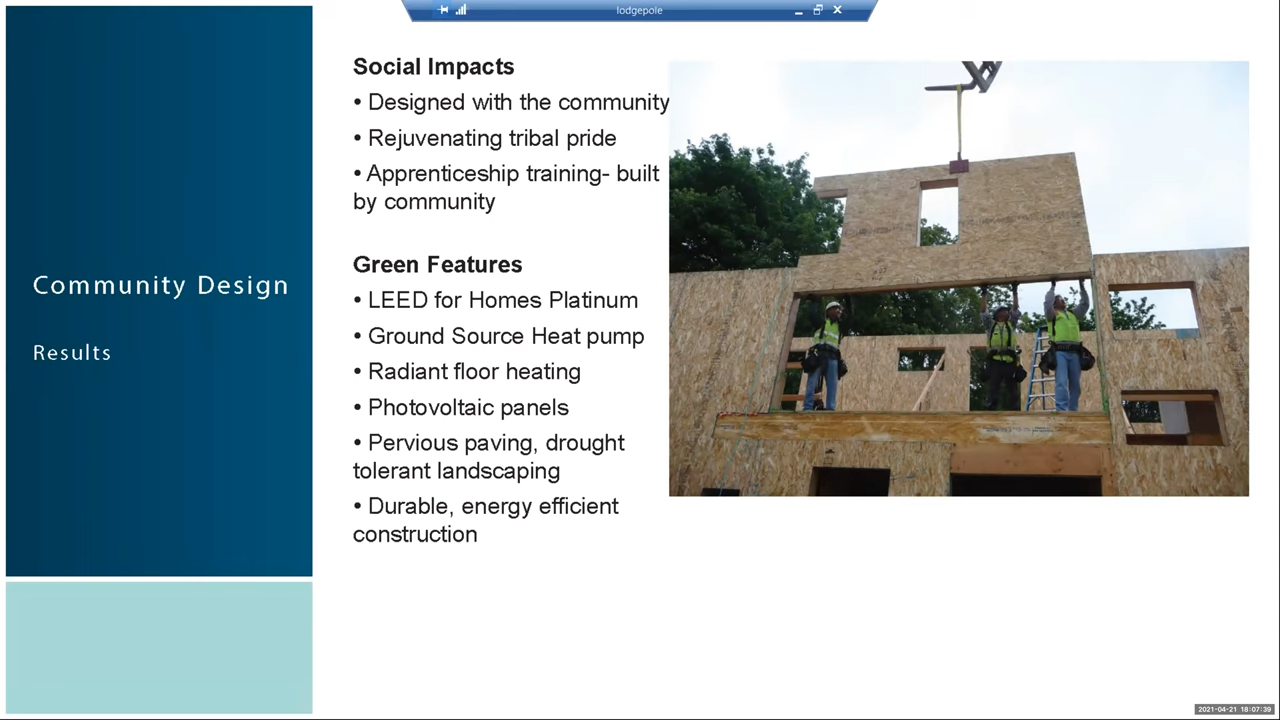 lodgepole
Community Design
Results
Social Impacts
• Designed with the community
• Rejuvenating tribal pride
• Apprenticeship training- built
by community
Green Features
• LEED for Homes Platinum
• Ground Source Heat pump
• Radiant floor heating
• Photovoltaic panels
• Pervious paving, drought
tolerant landscaping
• Durable, energy efficient
construction
2021-04-21 18:07:39